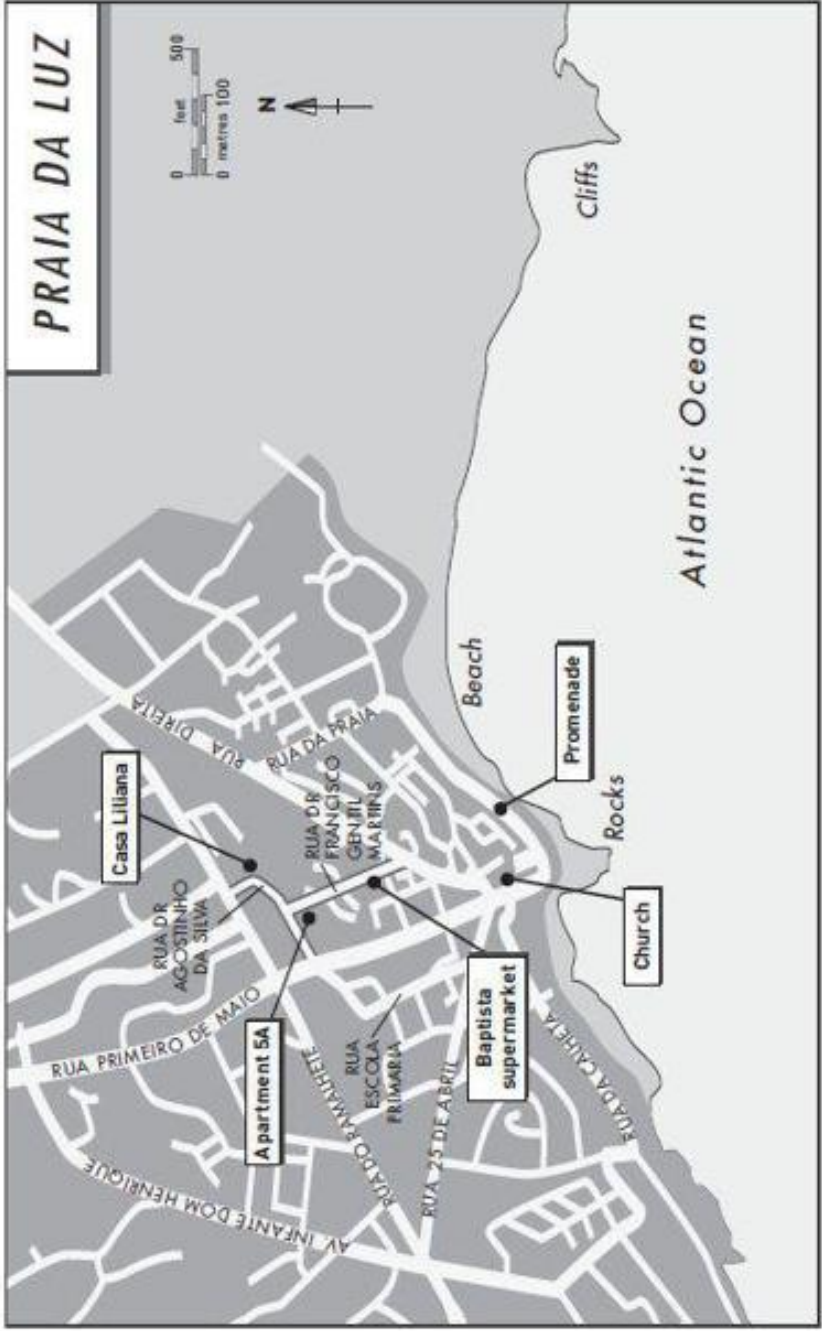 PRAIA DA LUZ
0 feet 500
0 metres 100
N
Casa Liliana
RUA DR
AGOSTINHO
DA SILVA
RUA PRIMEIRO DE MAIO
Apartment 5A
RUA DIREITA
RUA DA PRAIA
RUA DR
FRANCISCO
GENTIL
MARTINS
RUA
ESCOLA
PRIMARIA
Baptista
supermarket
AV. INFANTE DOM HENRIQUE
RUA DO RAMALHETE
RUA 25 DE ABRIL
RUA DA CALHETA
Church
Rocks
Promenade
Beach
Cliffs
Atlantic Ocean